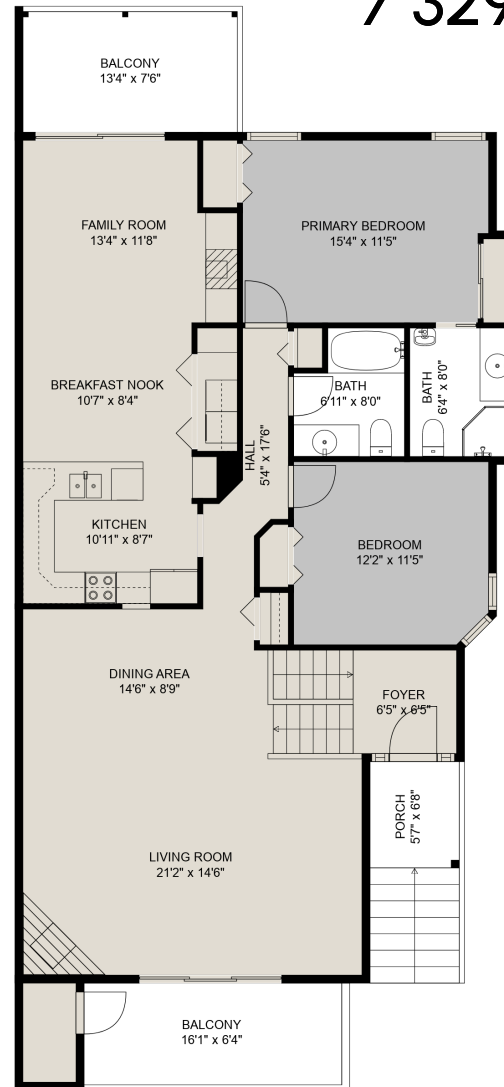 7 329
BALCONY
13'4" x 7'6"
FAMILY ROOM
13'4" x 11'8"
PRIMARY BEDROOM
15'4" x 11'5"
BREAKFAST NOOK
10'7" x 8'4"
HALL
5'4" x 17'6"
BATH
6'11" x 8'0"
BATH
6'4" x 8'0"
KITCHEN
10'11" x 8'7"
BEDROOM
12'2" x 11'5"
DINING AREA
14'6" x 8'9"
FOYER
6'5" x 6'5"
PORCH
5'7" x 6'8"
LIVING ROOM
21'2" x 14'6"
BALCONY
16'1" x 6'4"